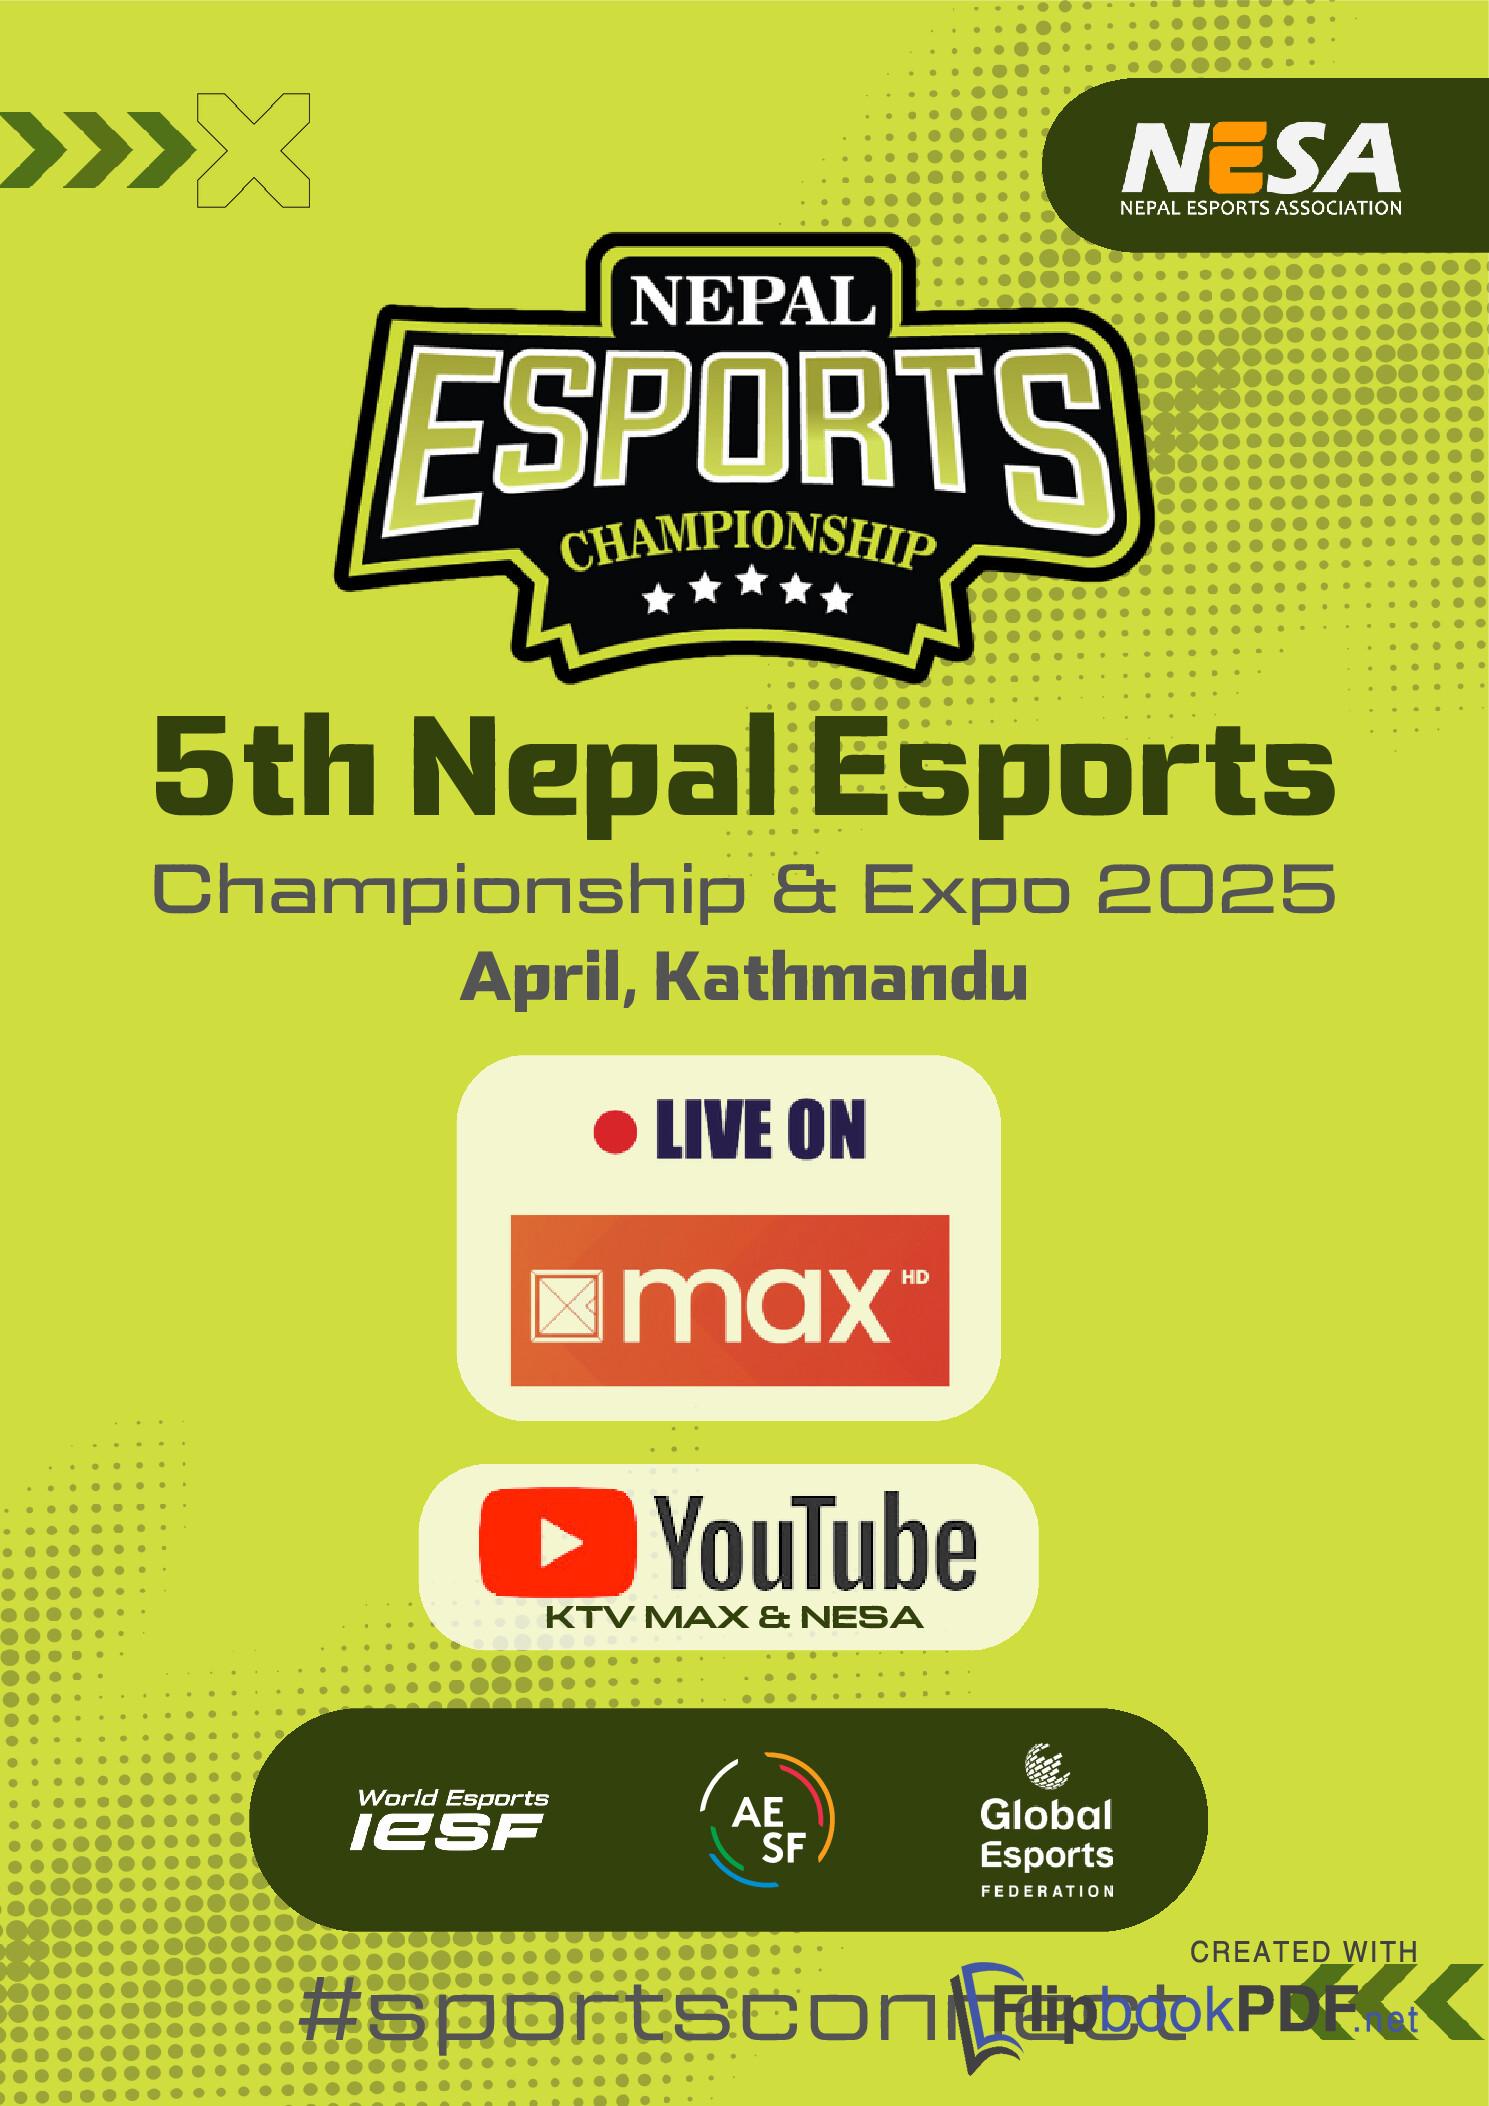 NESA
NEPAL ESPORTS ASSOCIATION
NEPAL
ESPORTS
CHAMPIONSHIP
5th Nepal Esports
Championship & Expo 2025
April, Kathmandu
LIVE ON
max HD
YouTube
KTV MAX & NESA
World Esports
IESF
AE
SF
Global
Esports
FEDERATION
CREATED WITH
#sportsconnect
FlipbookPDF.net